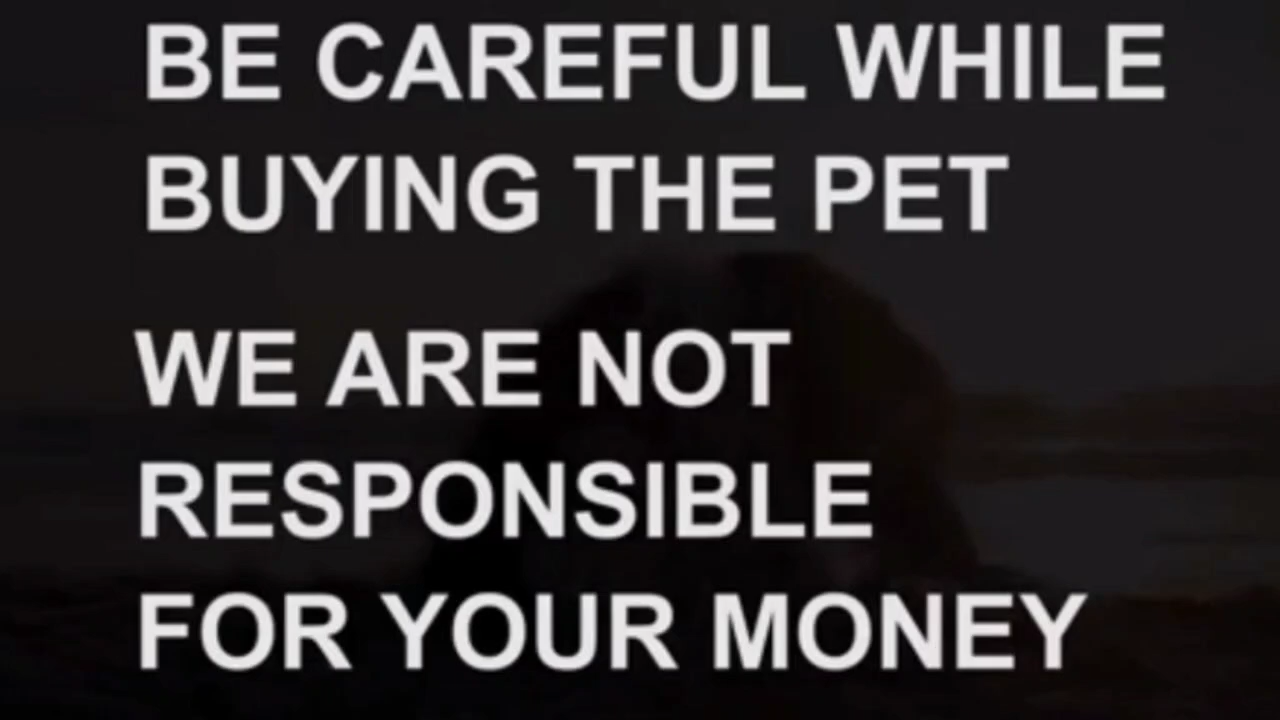 BE CAREFUL WHILE
BUYING THE PET
WE ARE NOT
RESPONSIBLE
FOR YOUR MONEY